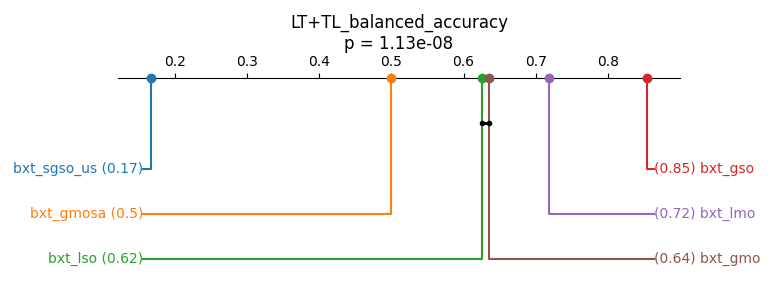 LT+TL_balanced_accuracy
p = 1.13e-08
0.2 0.3 0.4 0.5 0.6 0.7 0.8
bxt_sgso_us (0.17) (0.85) bxt_gso
bxt_gmosa (0.5) (0.72) bxt_lmo
bxt_lso (0.62) (0.64) bxt_gmo